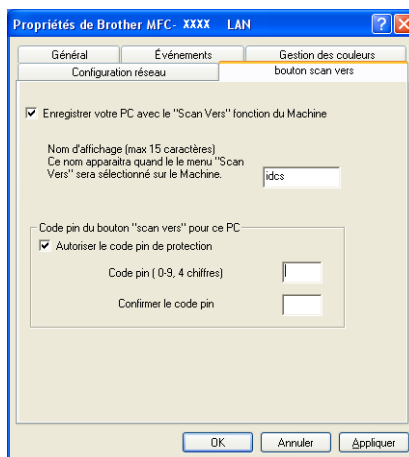 Propriétés de Brother MFC- XXXX LAN
Général
Événements
Gestion des couleurs
Configuration réseau
bouton scan vers
Enregistrer votre PC avec le "Scan Vers" fonction du Machine
Nom d'affichage (max 15 caractères)
Ce nom apparaitra quand le le menu "Scan
Vers" sera sélectionné sur le Machine.
idcs
Code pin du bouton "scan vers" pour ce PC
Autoriser le code pin de protection
Code pin ( 0-9, 4 chiffres)
Confirmer le code pin
OK
Annuler
Appliquer